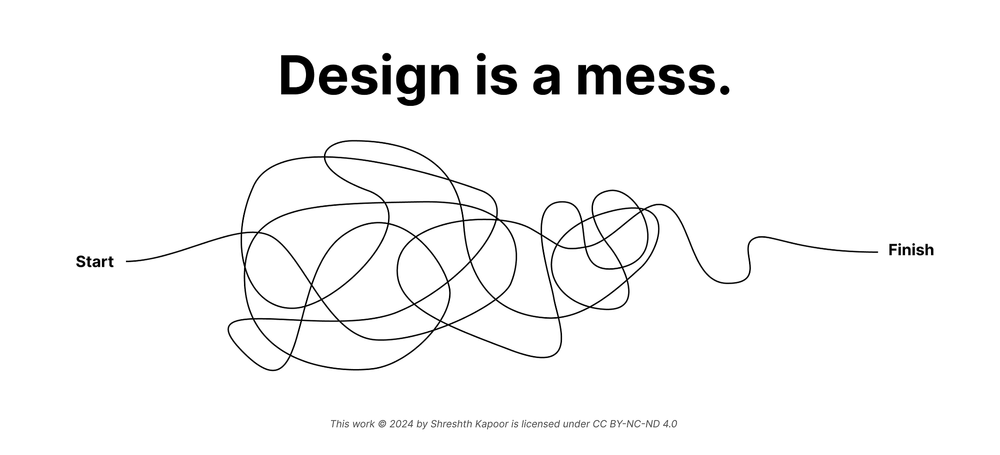 Design is a mess.
Start
Finish
This work © 2024 by Shreshth Kapoor is licensed under CC BY-NC-ND 4.0